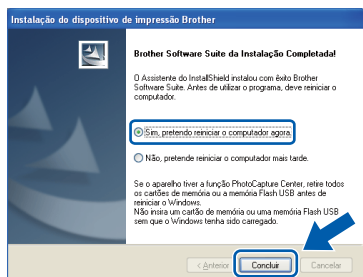 Instalação do dispositivo de impressão Brother
Brother Software Suite da Instalação Completada!
O Assistente do InstallShield instalou com êxito Brother
Software Suite. Antes de utilizar o programa, deve reiniciar o
computador.
Sim, pretendo reiniciar o computador agora.
Não, pretende reiniciar o computador mais tarde.
Se o aparelho tiver a função PhotoCapture Center, retire todos
os cartões de memória ou a memória Flash USB antes de
reiniciar o Windows.
Não insira um cartão de memória ou uma memória Flash USB
sem que o Windows tenha sido carregado.
< Anterior
Concluir
Cancelar